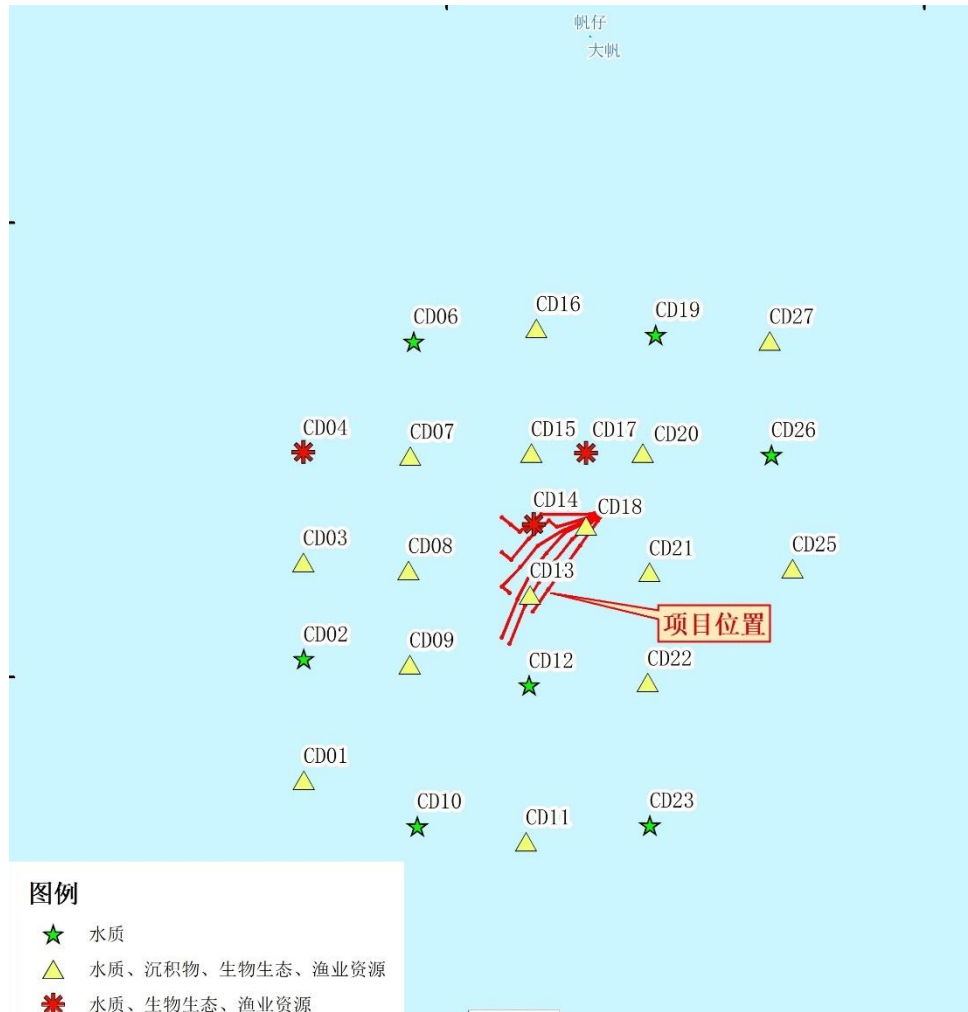 帆仔
大帆
CD16
CD19
CD06
CD27
CD04
CD07
CD15
CD17
CD20
CD26
CD14
CD18
CD03
CD08
CD13
CD21
CD25
项目位置
CD02
CD09
CD12
CD22
CD01
CD10
CD11
CD23
图例
水质
水质、沉积物、生物生态、渔业资源
水质、生物生态、渔业资源